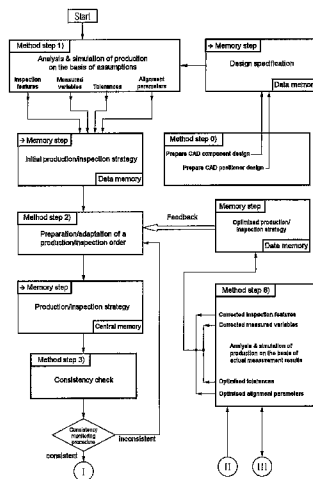 Start
Method step 1)
Analysis & simulation of production
on the basis of assumptions
Inspection
features
Measured
variables
Tolerances
Alignment
parameters
→ Memory step
Design specification
Data memory
Method step 0)
Prepare CAD component design
Prepare CAD positioner design
→ Memory step
Initial production/inspection strategy
Data memory
Method step 2)
Preparation/adaptation of a
production/inspection order
Feedback
Memory step
Optimised production/
inspection strategy
Data memory
→ Memory step
Production/inspection strategy
Central memory
Method step 3)
Consistency check
Consistency
monitoring
procedure
inconsistent
consistent
I
Method step 6)
Corrected inspection features
Corrected measured variables
Analysis & simulation of
production on the basis of
actual measurement results
Optimised tolerances
Optimised alignment parameters
II
III